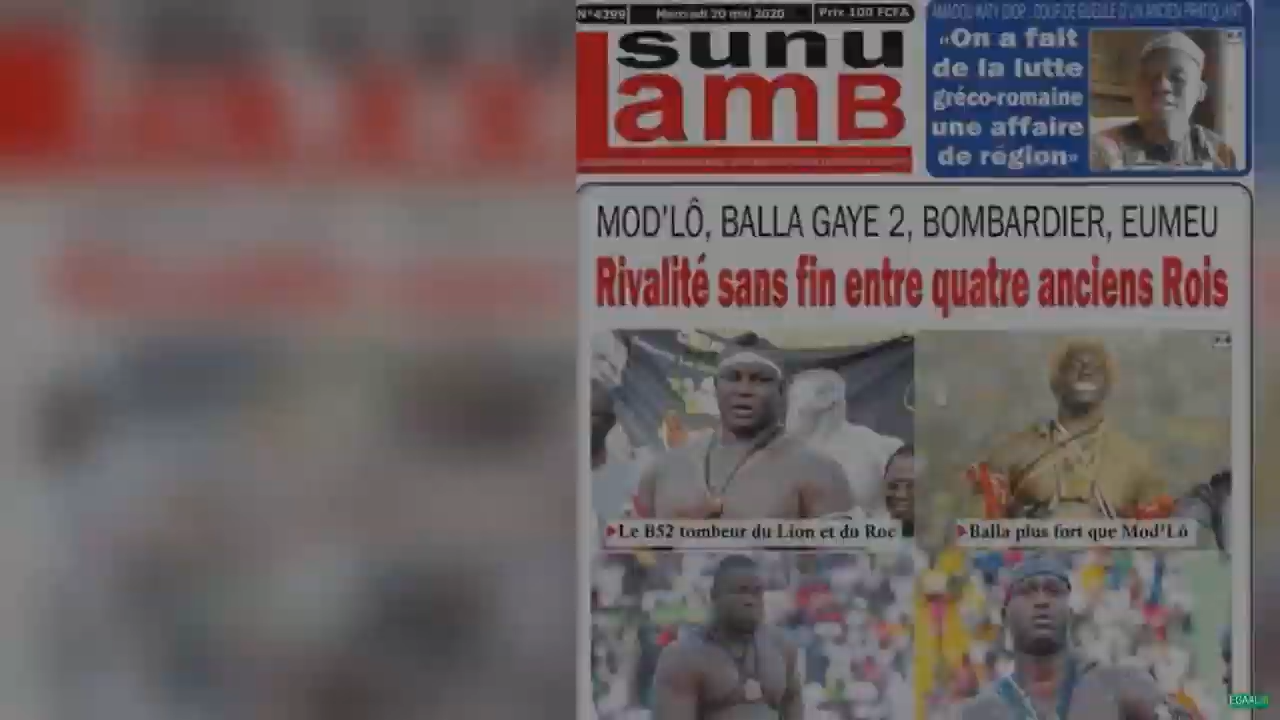 N°4299 Mercredi 20 mai 2020 Prix 100 FCFA
sunu
lamB
AMADOU KATY DIOP, COUP DE GUEULE D'UN ANCIEN PRATIQUANT
«On a fait
de la lutte
gréco-romaine
une affaire
de région»
MOD'LÔ, BALLA GAYE 2, BOMBARDIER, EUMEU
Rivalité sans fin entre quatre anciens Rois
Le B52 tombeur du Lion et du Roc
Balla plus fort que Mod'Lô